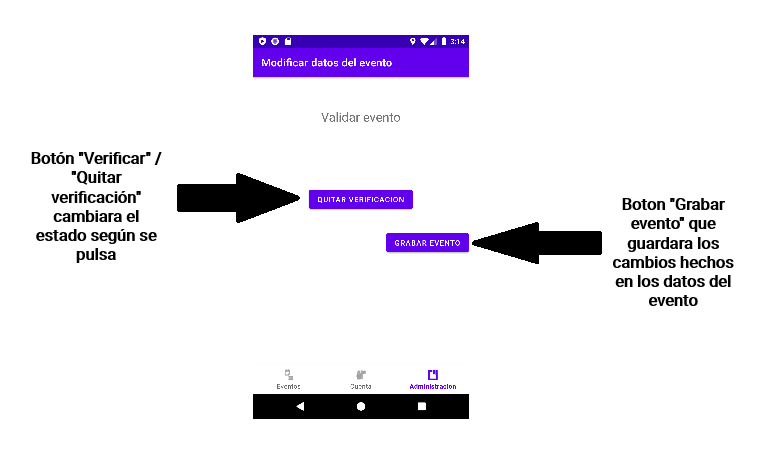 3:14
Modificar datos del evento
Validar evento
Botón "Verificar" /
"Quitar
verificación"
cambiara el
estado según se
pulsa
QUITAR VERIFICACION
GRABAR EVENTO
Boton "Grabar
evento" que
guardara los
cambios hechos
en los datos del
evento
Eventos
Cuenta
Administracion